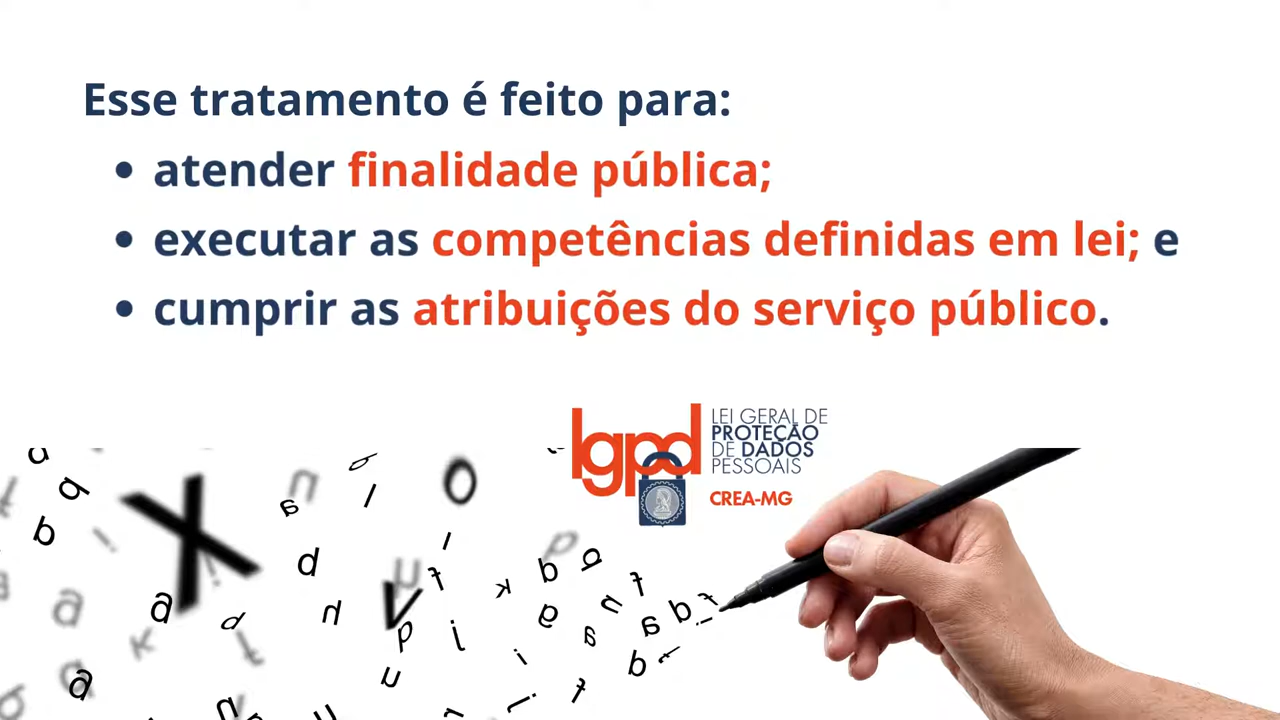 Esse tratamento é feito para:
• atender finalidade pública;
• executar as competências definidas em lei; e
• cumprir as atribuições do serviço público.
lgpd
LEI GERAL DE
PROTEÇÃO
DE DADOS
PESSOAIS
CREA-MG